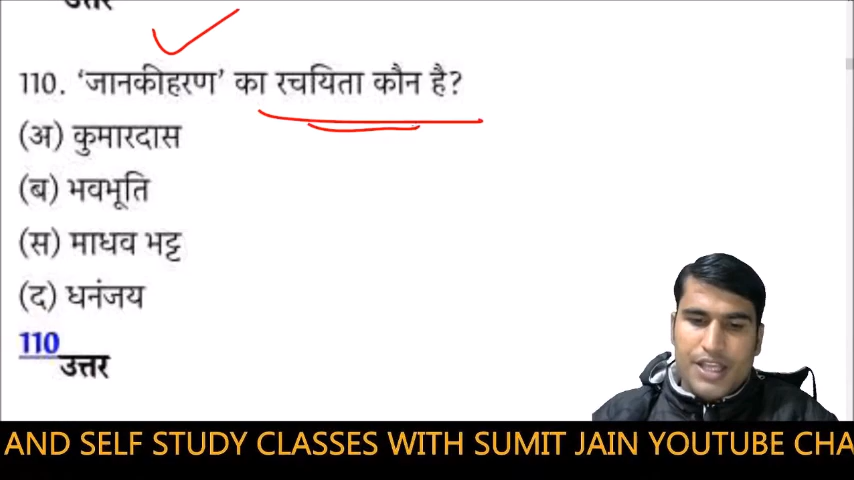 उत्तर
110. ‘जानकीहरण’ का रचयिता कौन है?
(अ) कुमारदास
(ब) भवभूति
(स) माधव भट्ट
(द) धनंजय
110
उत्तर
AND SELF STUDY CLASSES WITH SUMIT JAIN YOUTUBE CHA